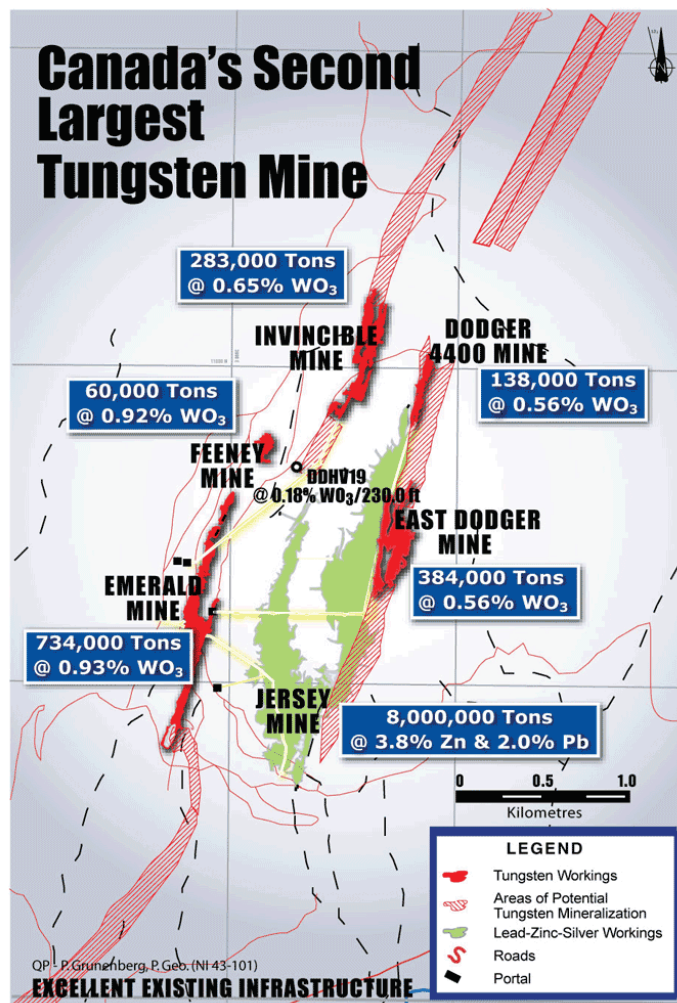 Canada's Second
Largest
Tungsten Mine
N
283,000 Tons
@ 0.65% WO₃
INVINCIBLE
MINE
DODGER
4400 MINE
60,000 Tons
@ 0.92% WO₃
138,000 Tons
@ 0.56% WO₃
FEENEY
MINE
DDHV19
@ 0.18% WO₃/230.0 ft
EAST DODGER
MINE
EMERALD
MINE
384,000 Tons
@ 0.56% WO₃
734,000 Tons
@ 0.93% WO₃
JERSEY
MINE
8,000,000 Tons
@ 3.8% Zn & 2.0% Pb
0 0.5 1.0
Kilometres
LEGEND
Tungsten Workings
Areas of Potential
Tungsten Mineralization
Lead-Zinc-Silver Workings
Roads
Portal
QP - P.Grunenberg, P.Geo. (NI 43-101)
EXCELLENT EXISTING INFRASTRUCTURE